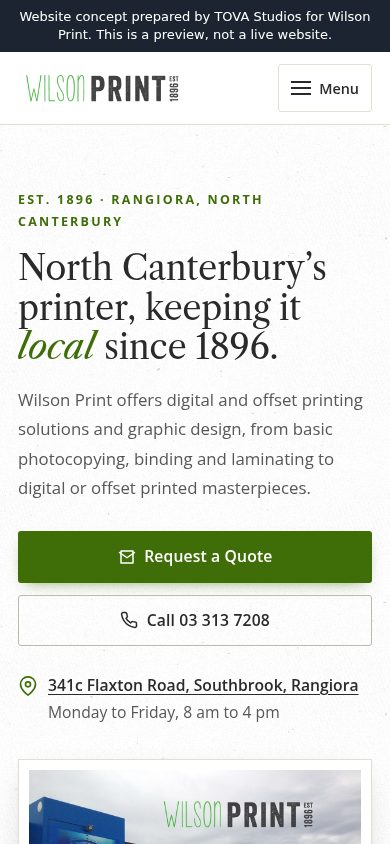 Website concept prepared by TOVA Studios for Wilson
Print. This is a preview, not a live website.
WILSON PRINT EST 1896
Menu
EST. 1896 · RANGIORA, NORTH
CANTERBURY
North Canterbury’s
printer, keeping it
local since 1896.
Wilson Print offers digital and offset printing
solutions and graphic design, from basic
photocopying, binding and laminating to
digital or offset printed masterpieces.
Request a Quote
Call 03 313 7208
341c Flaxton Road, Southbrook, Rangiora
Monday to Friday, 8 am to 4 pm
WILSON PRINT EST 1896